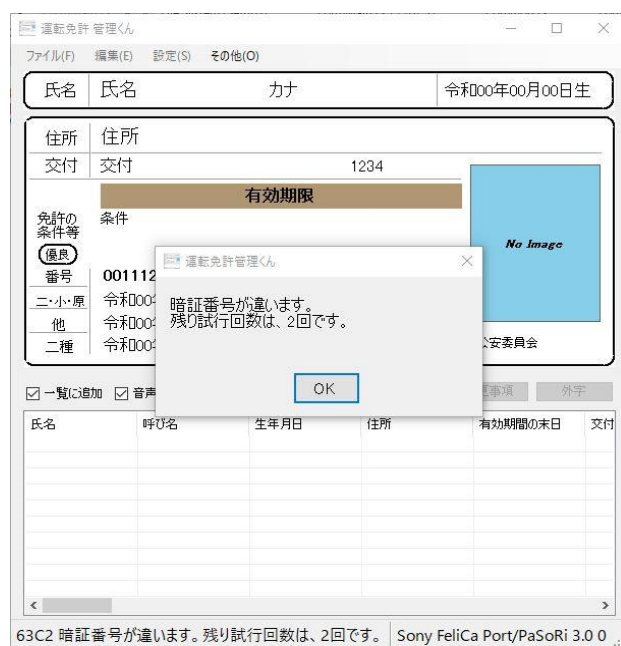 運転免許 管理くん
ファイル(F) 編集(E) 設定(S) その他(O)
氏名 氏名 カナ 令和00年00月00日生
住所 住所
交付 交付 1234
有効期限
免許の
条件等
条件
優良
No Image
番号 001112
二・小・原 令和00
他 令和00
二種 令和00
公安委員会
運転免許管理くん
暗証番号が違います。
残り試行回数は、2回です。
OK
一覧に追加 音声 事項 外字
氏名 呼び名 生年月日 住所 有効期間の末日 交付
63C2 暗証番号が違います。残り試行回数は、2回です。 Sony FeliCa Port/PaSoRi 3.0 0